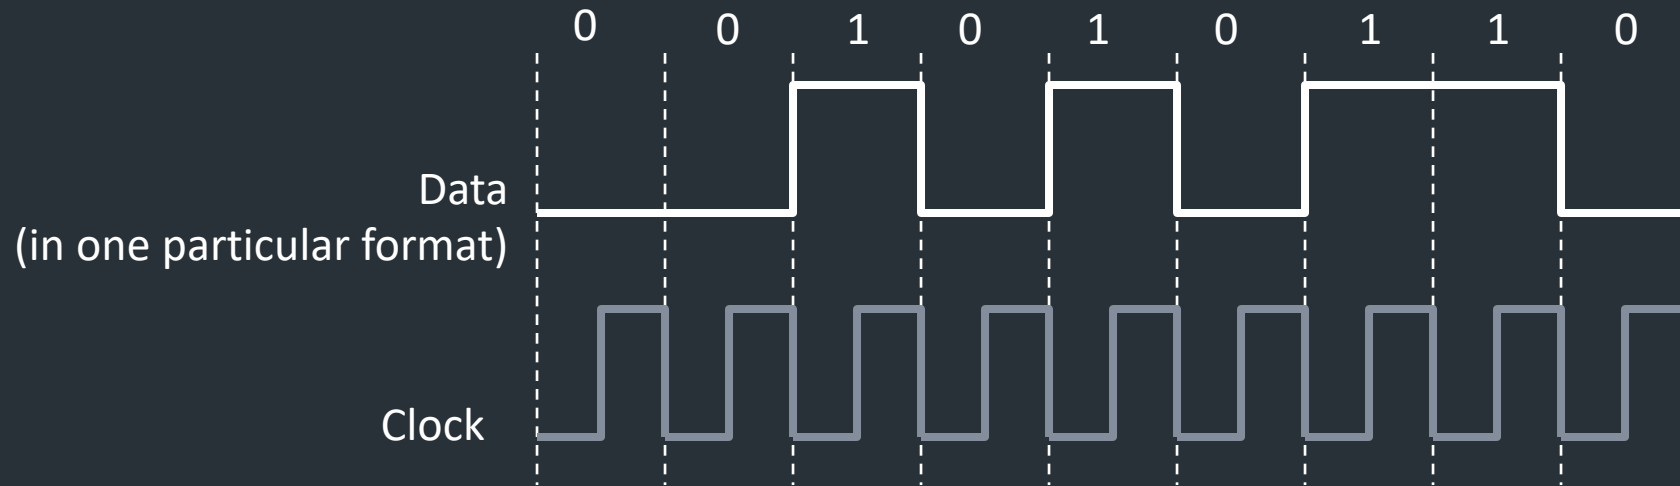 0 0 1 0 1 0 1 1 0
Data
(in one particular format)
Clock